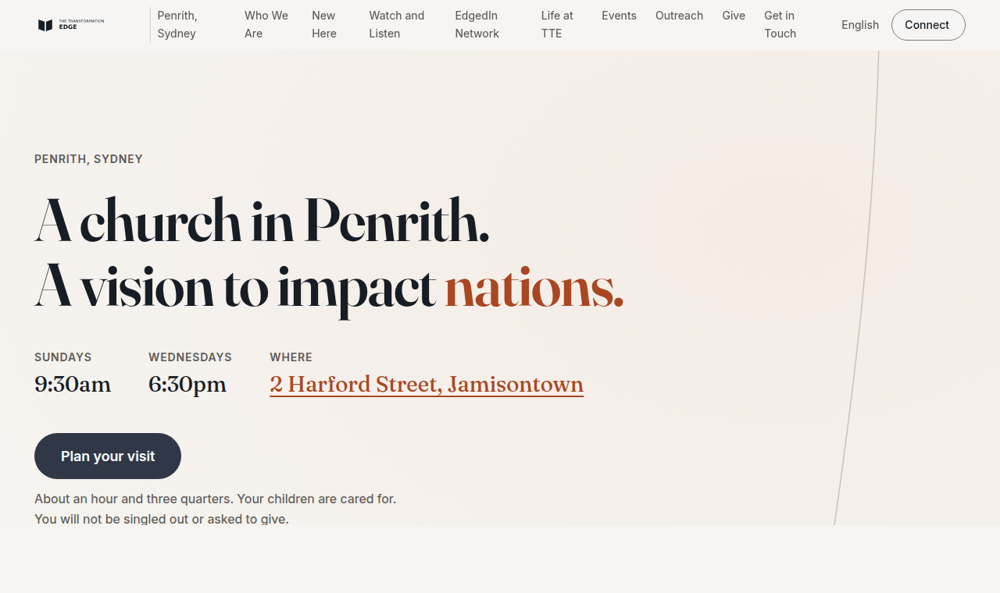 THE TRANSFORMATION
EDGE
Penrith,
Sydney
Who We
Are
New
Here
Watch and
Listen
EdgedIn
Network
Life at
TTE
Events
Outreach
Give
Get in
Touch
English
Connect
PENRITH, SYDNEY
A church in Penrith.
A vision to impact nations.
SUNDAYS
9:30am
WEDNESDAYS
6:30pm
WHERE
2 Harford Street, Jamisontown
Plan your visit
About an hour and three quarters. Your children are cared for.
You will not be singled out or asked to give.